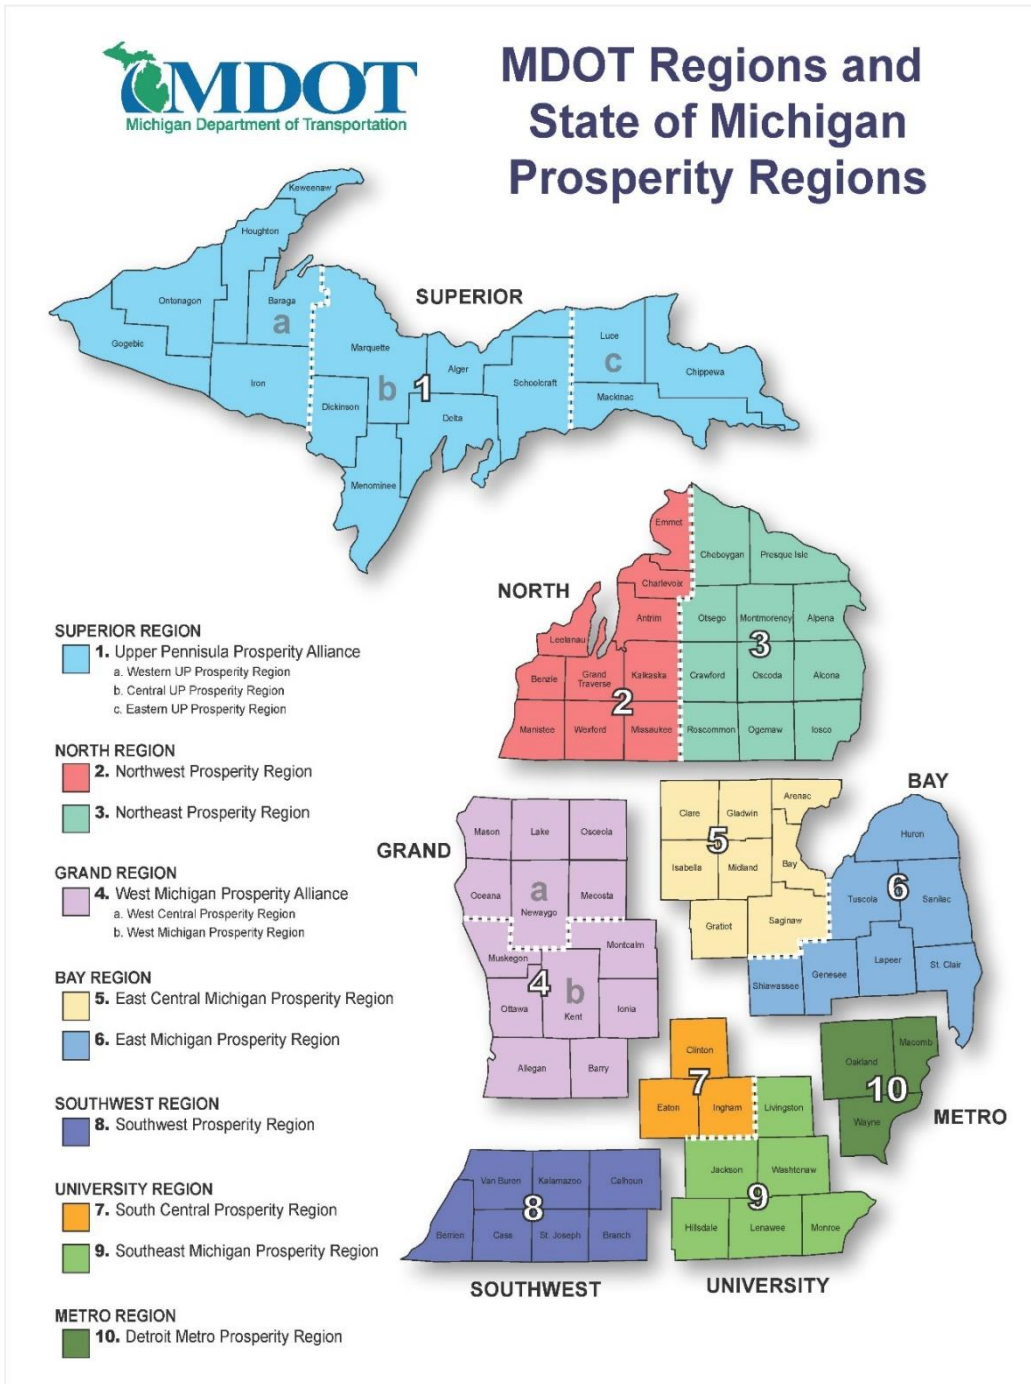 MDOT
Michigan Department of Transportation
MDOT Regions and
State of Michigan
Prosperity Regions
Keweenaw
Houghton
Ontonagon
Baraga
SUPERIOR
a
Gogebic
Marquette
Luce
Iron
Alger
c
Chippewa
b
1
Schoolcraft
Dickinson
Mackinac
Delta
Menominee
Emmet
Cheboygan
Presque Isle
NORTH
Charlevoix
Antrim
Otsego
Montmorency
Alpena
Leelanau
3
Benzie
Grand
Traverse
Kalkaska
Crawford
Oscoda
Alcona
2
Manistee
Wexford
Missaukee
Roscommon
Ogemaw
Iosco
SUPERIOR REGION
1. Upper Pennisula Prosperity Alliance
a. Western UP Prosperity Region
b. Central UP Prosperity Region
c. Eastern UP Prosperity Region
NORTH REGION
2. Northwest Prosperity Region
3. Northeast Prosperity Region
GRAND REGION
4. West Michigan Prosperity Alliance
a. West Central Prosperity Region
b. West Michigan Prosperity Region
BAY REGION
5. East Central Michigan Prosperity Region
6. East Michigan Prosperity Region
SOUTHWEST REGION
8. Southwest Prosperity Region
UNIVERSITY REGION
7. South Central Prosperity Region
9. Southeast Michigan Prosperity Region
METRO REGION
10. Detroit Metro Prosperity Region
GRAND
Mason
Lake
Osceola
Oceana
a
Newaygo
Mecosta
Muskegon
Montcalm
4
b
Ottawa
Kent
Ionia
Allegan
Barry
BAY
Arenac
Clare
Gladwin
5
Huron
Isabella
Midland
Bay
Tuscola
6
Sanilac
Gratiot
Saginaw
Shiawassee
Genesee
Lapeer
St. Clair
Clinton
7
Eaton
Ingham
Livingston
Oakland
Macomb
10
Wayne
METRO
Van Buren
Kalamazoo
Calhoun
8
Berrien
Cass
St. Joseph
Branch
SOUTHWEST
Jackson
Washtenaw
9
Hillsdale
Lenawee
Monroe
UNIVERSITY